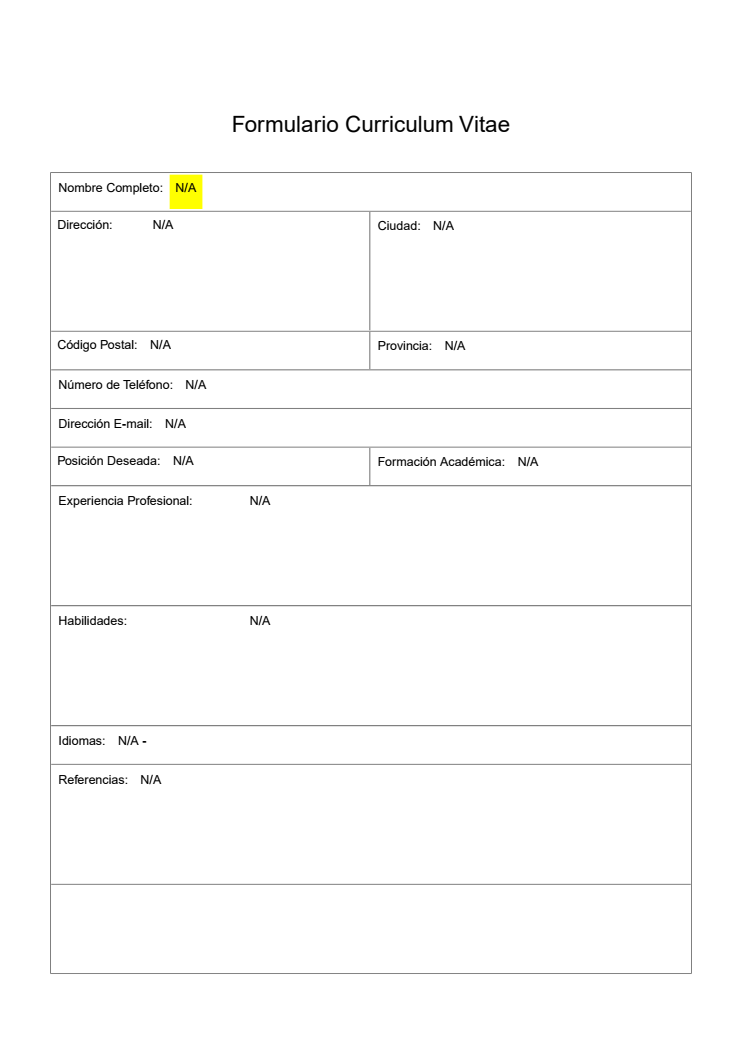 Formulario Curriculum Vitae
Nombre Completo: N/A
Dirección: N/A
Ciudad: N/A
Código Postal: N/A
Provincia: N/A
Número de Teléfono: N/A
Dirección E-mail: N/A
Posición Deseada: N/A
Formación Académica: N/A
Experiencia Profesional: N/A
Habilidades: N/A
Idiomas: N/A -
Referencias: N/A